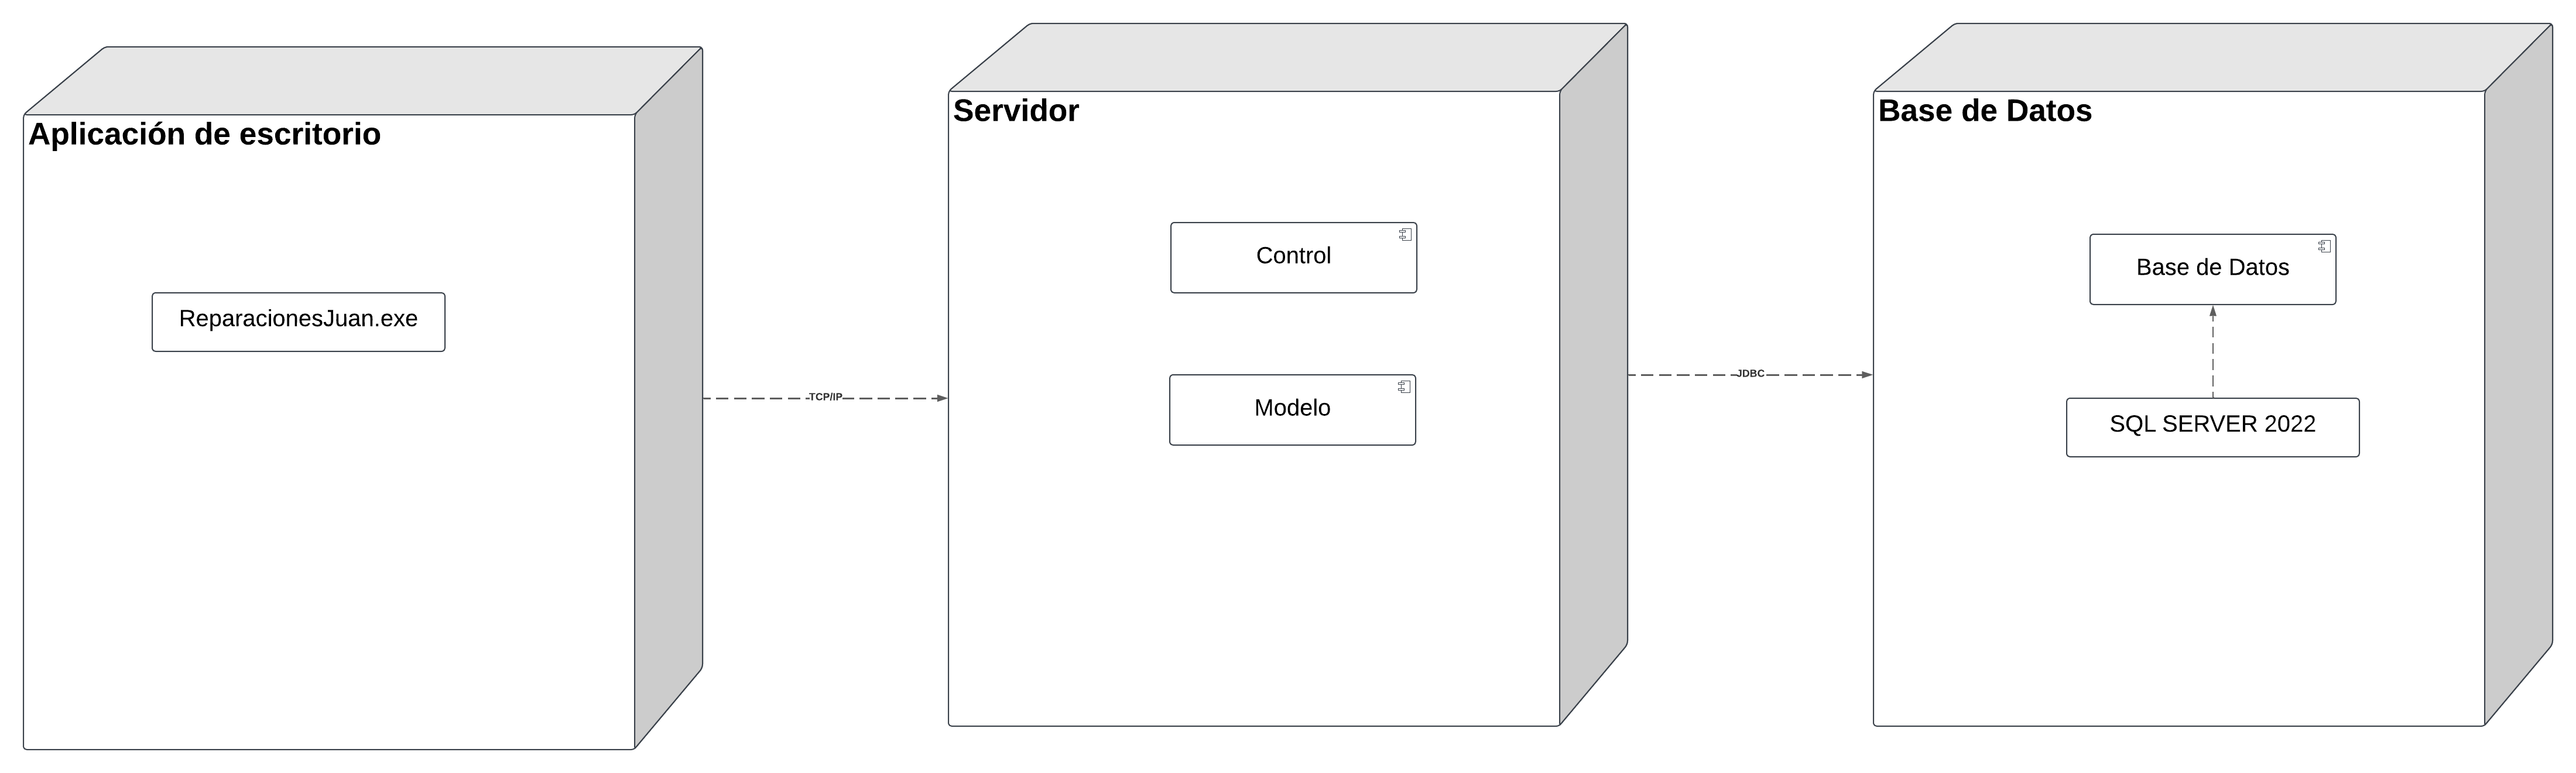 Aplicación de escritorio
ReparacionesJuan.exe
TCP/IP
Servidor
Control
Modelo
JDBC
Base de Datos
Base de Datos
SQL SERVER 2022